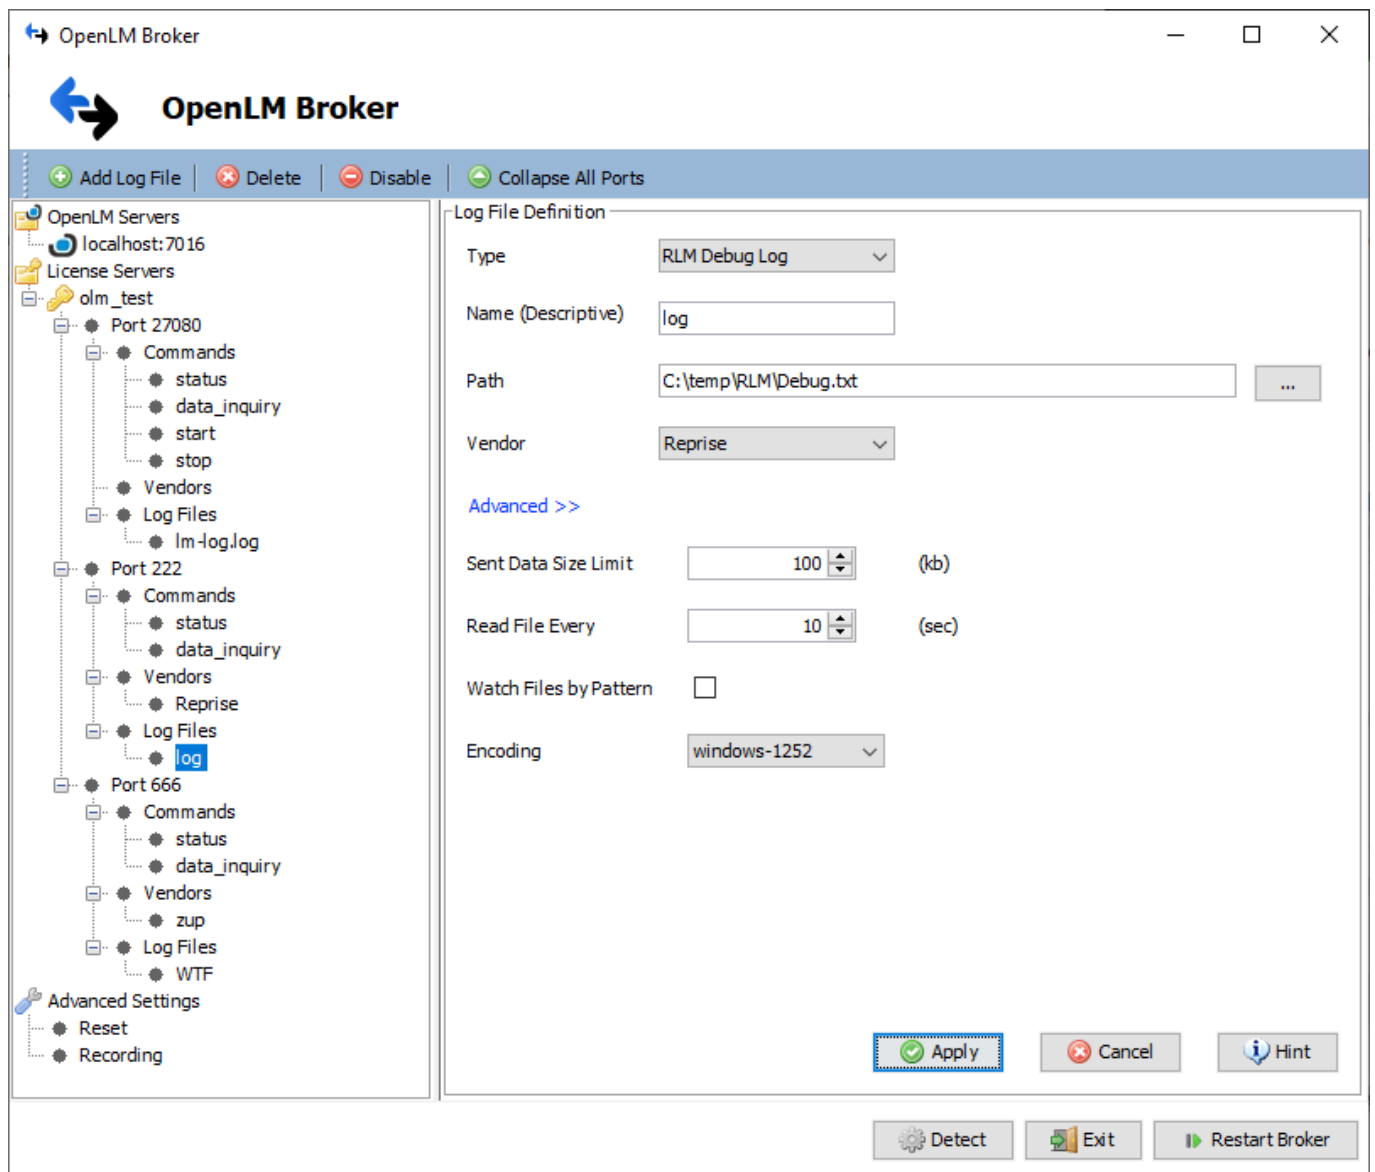 OpenLM Broker
OpenLM Broker
Add Log File
Delete
Disable
Collapse All Ports
OpenLM Servers
localhost:7016
License Servers
olm_test
Port 27080
Commands
status
data_inquiry
start
stop
Vendors
Log Files
lm-log.log
Port 222
Commands
status
data_inquiry
Vendors
Reprise
Log Files
log
Port 666
Commands
status
data_inquiry
Vendors
zup
Log Files
WTF
Advanced Settings
Reset
Recording
Log File Definition
Type RLM Debug Log
Name (Descriptive) log
Path C:\temp\RLM\Debug.txt ...
Vendor Reprise
Advanced >>
Sent Data Size Limit 100 (kb)
Read File Every 10 (sec)
Watch Files by Pattern
Encoding windows-1252
Apply Cancel Hint
Detect Exit Restart Broker